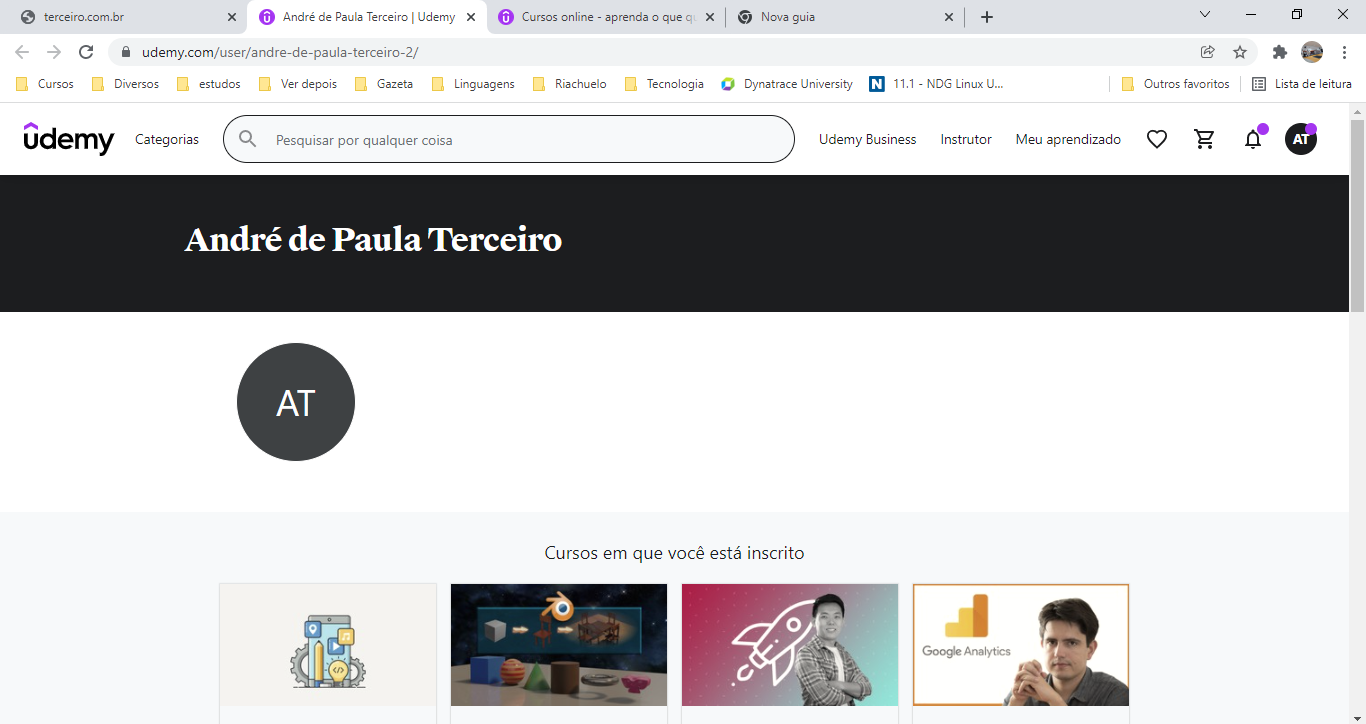 terceiro.com.br
André de Paula Terceiro | Udemy
Cursos online - aprenda o que qu
Nova guia
udemy.com/user/andre-de-paula-terceiro-2/
Cursos
Diversos
estudos
Ver depois
Gazeta
Linguagens
Riachuelo
Tecnologia
Dynatrace University
N
11.1 - NDG Linux U...
Outros favoritos
Lista de leitura
udemy
Categorias
Pesquisar por qualquer coisa
Udemy Business
Instrutor
Meu aprendizado
AT
André de Paula Terceiro
AT
Cursos em que você está inscrito
Google Analytics